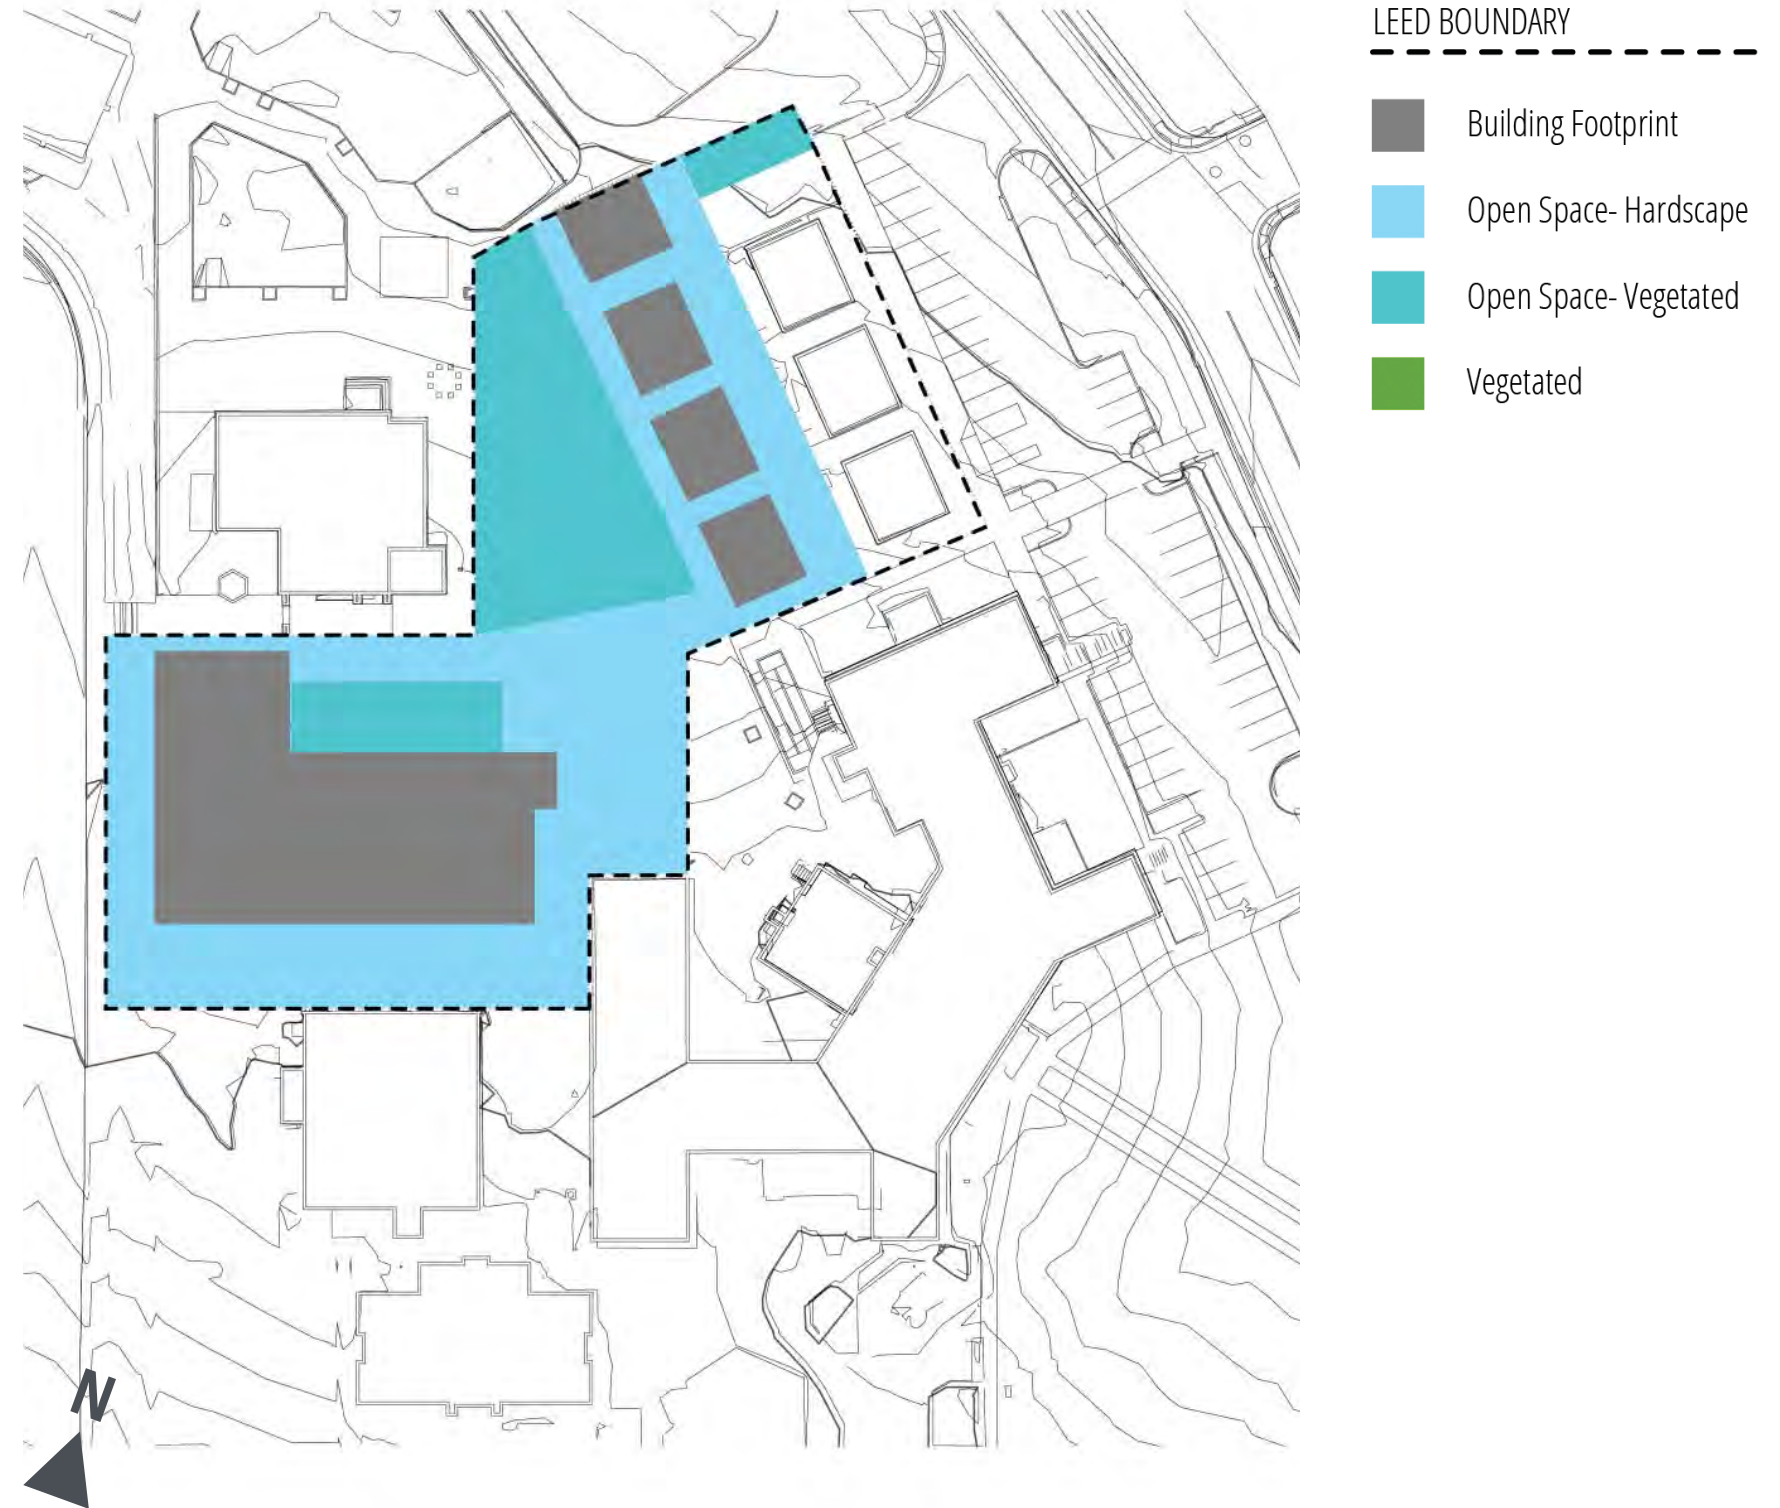 LEED BOUNDARY
Building Footprint
Open Space- Hardscape
Open Space- Vegetated
Vegetated
N